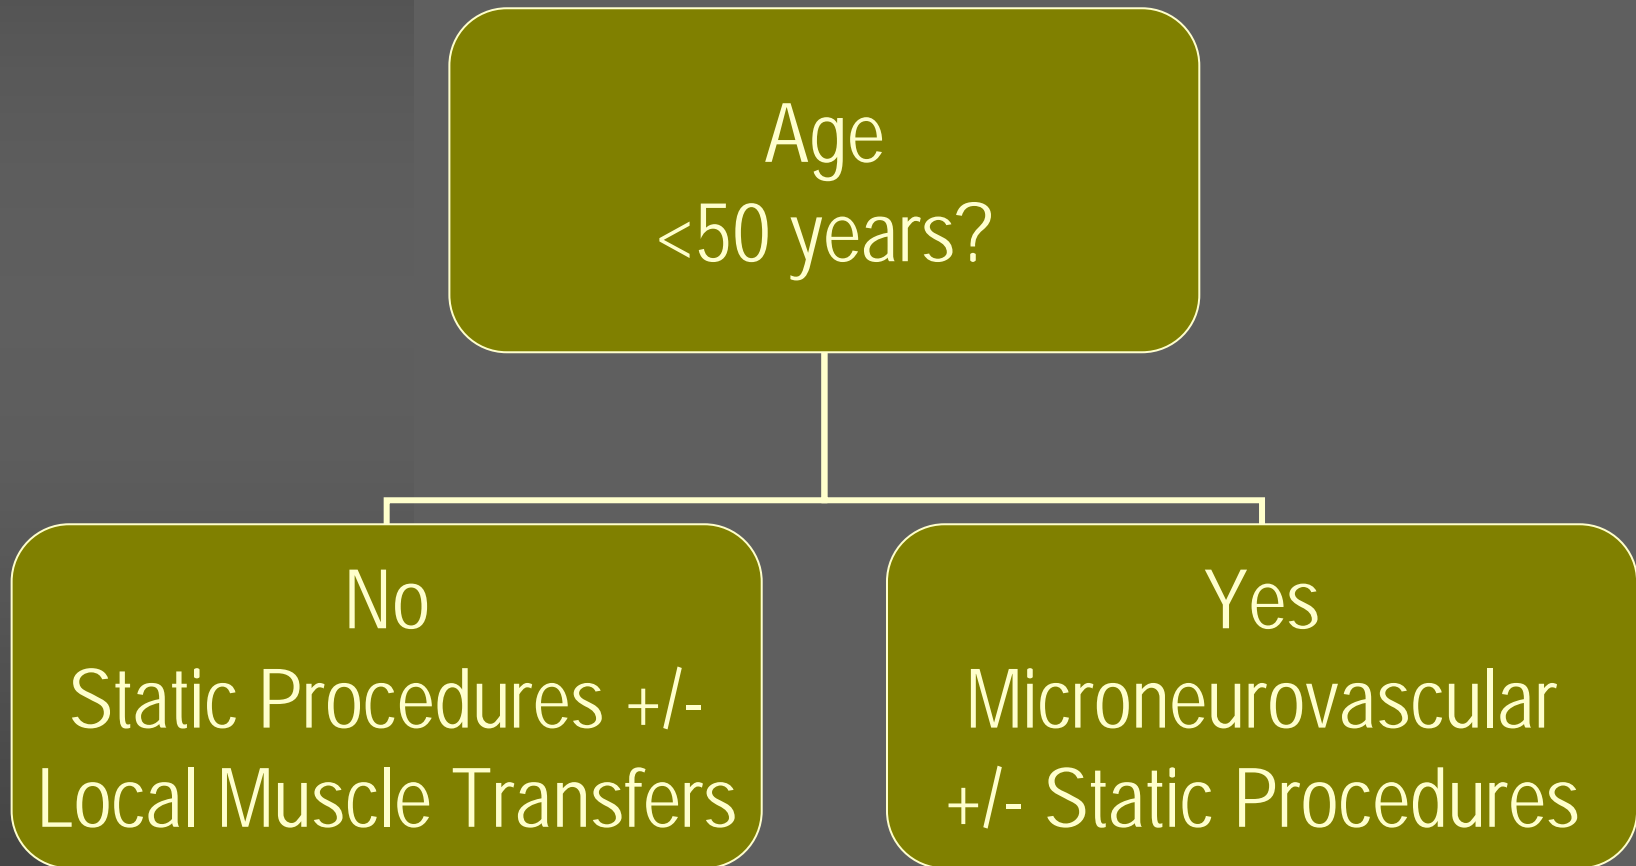 Age
<50 years?
No
Static Procedures +/-
Local Muscle Transfers
Yes
Microneurovascular
+/- Static Procedures